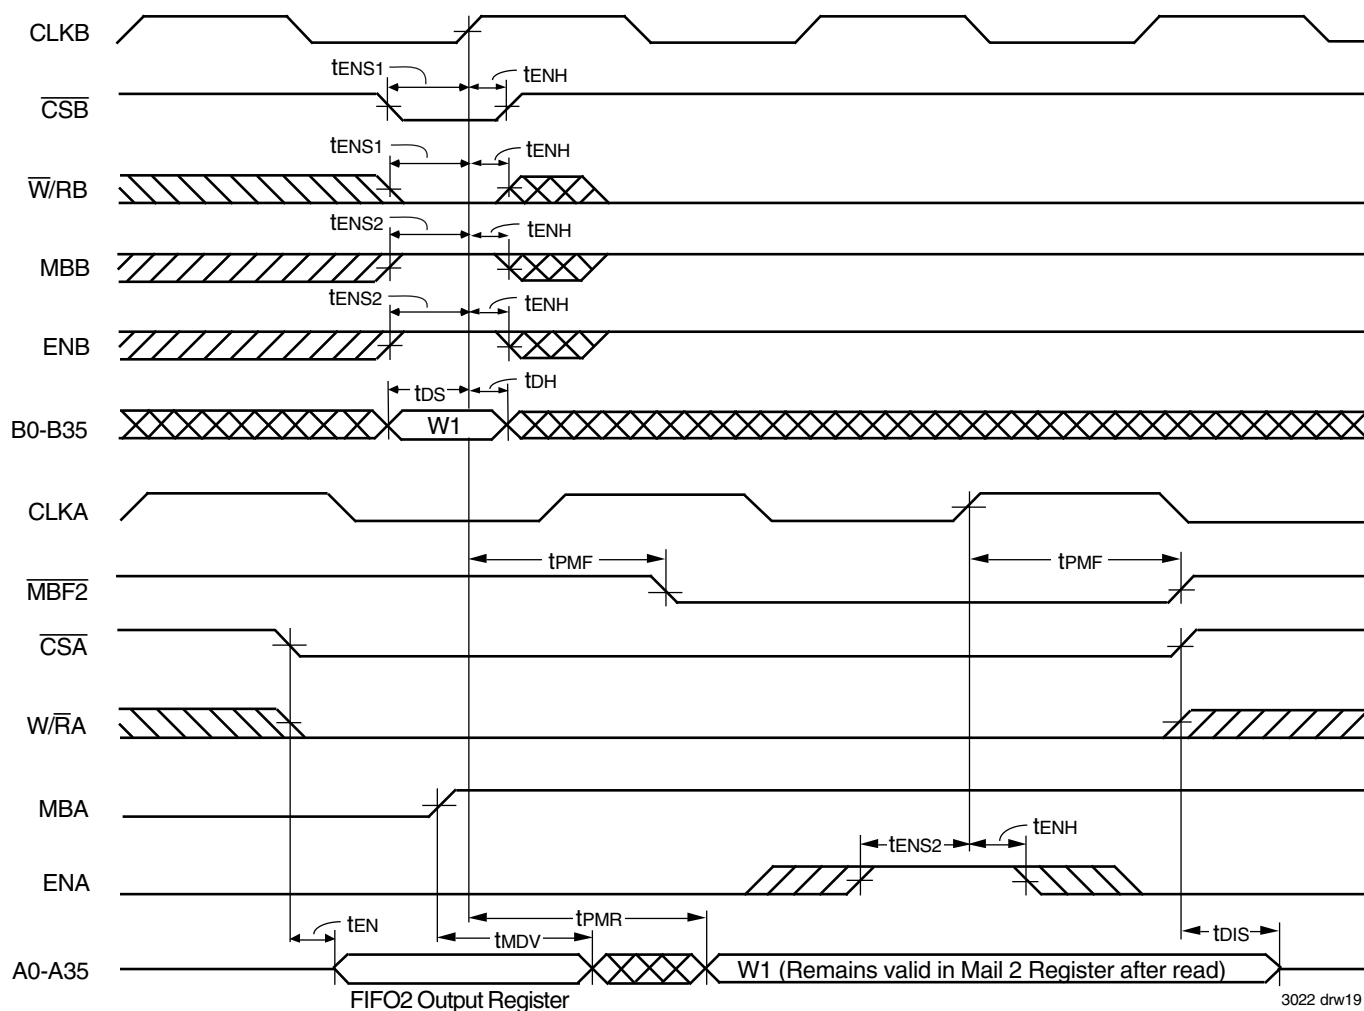 CLKB
tENS1
tENH
CSB
tENS1
tENH
W/RB
tENS2
tENH
MBB
tENS2
tENH
ENB
tDS
tDH
B0-B35
W1
CLKA
tPMF
tPMF
MBF2
CSA
W/RA
MBA
tENS2
tENH
ENA
tEN
tPMR
tMDV
tDIS
A0-A35
W1 (Remains valid in Mail 2 Register after read)
FIFO2 Output Register
3022 drw19